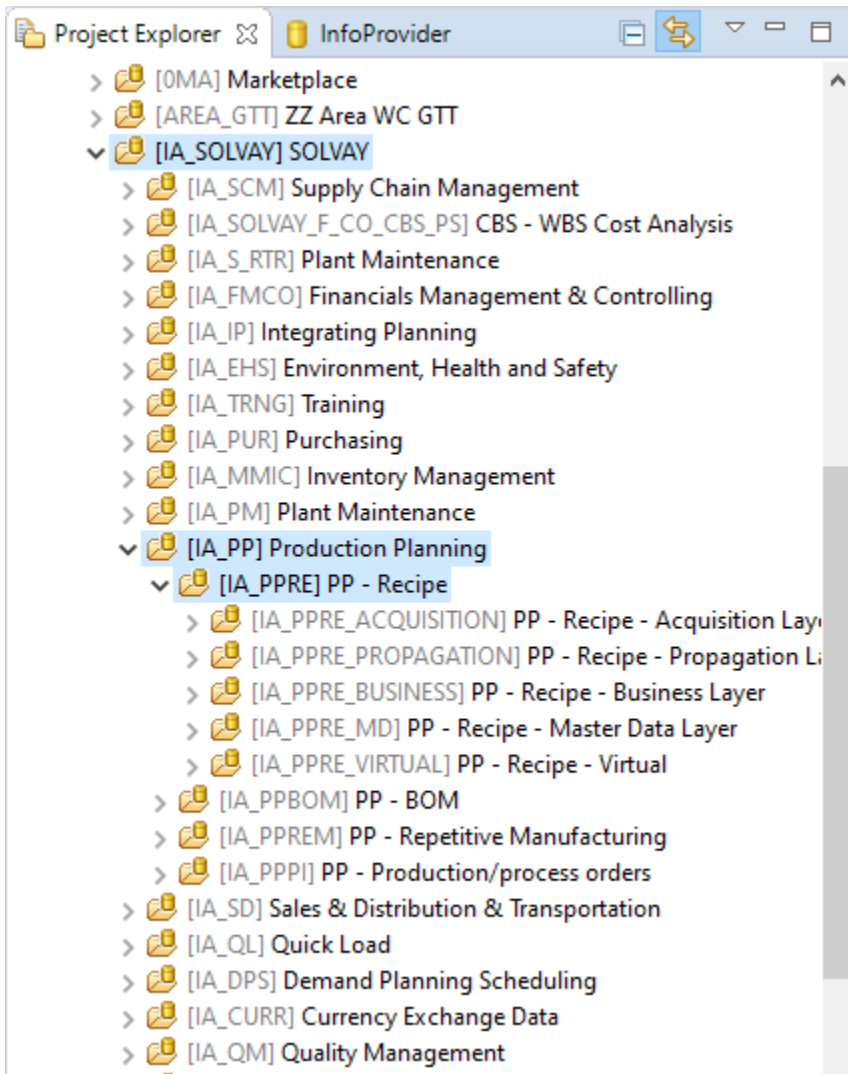 Project Explorer InfoProvider
[0MA] Marketplace
[AREA_GTT] ZZ Area WC GTT
[IA_SOLVAY] SOLVAY
[IA_SCM] Supply Chain Management
[IA_SOLVAY_F_CO_CBS_PS] CBS - WBS Cost Analysis
[IA_S_RTR] Plant Maintenance
[IA_FMCO] Financials Management & Controlling
[IA_IP] Integrating Planning
[IA_EHS] Environment, Health and Safety
[IA_TRNG] Training
[IA_PUR] Purchasing
[IA_MMIC] Inventory Management
[IA_PM] Plant Maintenance
[IA_PP] Production Planning
[IA_PPRE] PP - Recipe
[IA_PPRE_ACQUISITION] PP - Recipe - Acquisition Lay
[IA_PPRE_PROPAGATION] PP - Recipe - Propagation L
[IA_PPRE_BUSINESS] PP - Recipe - Business Layer
[IA_PPRE_MD] PP - Recipe - Master Data Layer
[IA_PPRE_VIRTUAL] PP - Recipe - Virtual
[IA_PPBOM] PP - BOM
[IA_PPREM] PP - Repetitive Manufacturing
[IA_PPPI] PP - Production/process orders
[IA_SD] Sales & Distribution & Transportation
[IA_QL] Quick Load
[IA_DPS] Demand Planning Scheduling
[IA_CURR] Currency Exchange Data
[IA_QM] Quality Management